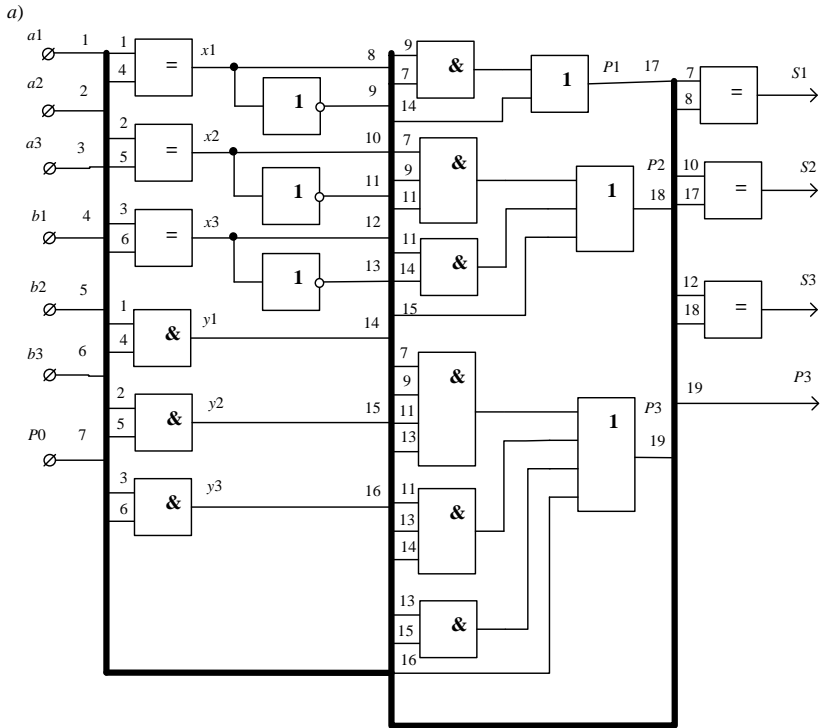 a)
a1 1 1 4 = x1 8 9 7 & 1 P1 17 7 8 = S1
a2 2 1 9 14
a3 3 2 5 = x2 10 7 9 11 & 1 P2 18 10 17 = S2
1 11
b1 4 3 6 = x3 12 11 14 &
1 13 15
b2 5 1 4 & y1 14 12 18 = S3
b3 6 7 9 11 13 & 1 P3 19 19 P3
2 5 & y2 15
P0 7
3 6 & y3 16 11 13 14 &
13 15 &
16